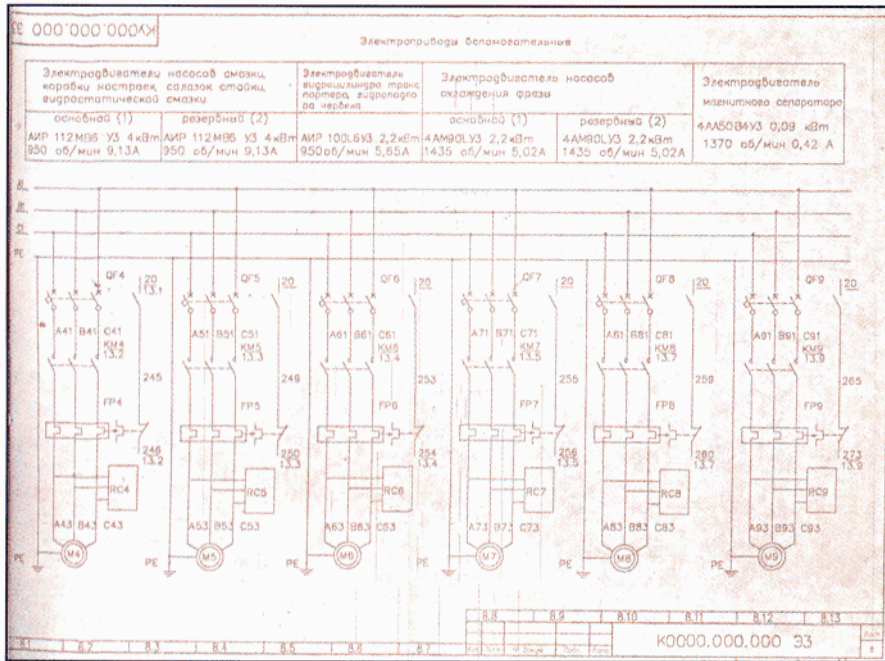 КУ000.000.000 ЭЗ
Электроприводы вспомогательные
Электродвигатели насосов смазки,
коробки настроек, салазок стойки,
гидростатической смазки
основной (1)
АИР 112МВ6 УЗ 4кВт
950 об/мин 9,13А
резервный (2)
АИР 112МВ6 УЗ 4кВт
950 об/мин 9,13А
Электродвигатель
гидроцилиндра транс
портера, гидроподпо
ра червяка
АИР 100L6УЗ 2,2кВт
950об/мин 5,65А
Электродвигатель насосов
охлаждения фрезы
основной (1)
4АМ90LУЗ 2,2кВт
1435 об/мин 5,02А
резервный (2)
4АМ90LУЗ 2,2кВт
1435 об/мин 5,02А
Электродвигатель
магнитного сепаратора
4АА50В4УЗ 0,09 кВт
1370 об/мин 0,42 А
PE
QF4 20 QF5 20 QF6 20 QF7 20 QF8 20 QF9 20
13.1
A41 B41 C41 A51 B51 C51 A61 B61 C61 A71 B71 C71 A81 B81 C81 A91 B91 C91
KM4 KM5 KM6 KM7 KM8 KM9
13.2 13.3 13.4 13.5 13.7 13.9
245 249 253 255 259 265
FP4 FP5 FP6 FP7 FP8 FP9
246 250 254 256 260 273
13.2 13.3 13.4 13.5 13.7 13.9
RC4 RC5 RC6 RC7 RC8 RC9
A43 B43 C43 A53 B53 C53 A63 B63 C63 A73 B73 C73 A83 B83 C83 A93 B93 C93
PE M4 PE M5 PE M6 PE M7 PE M8 PE M9
8.8 8.9 8.10 8.11 8.12 8.13
8.1 8.2 8.3 8.4 8.5 8.6 8.7
К0000.000.000 ЭЗ
Лист
8